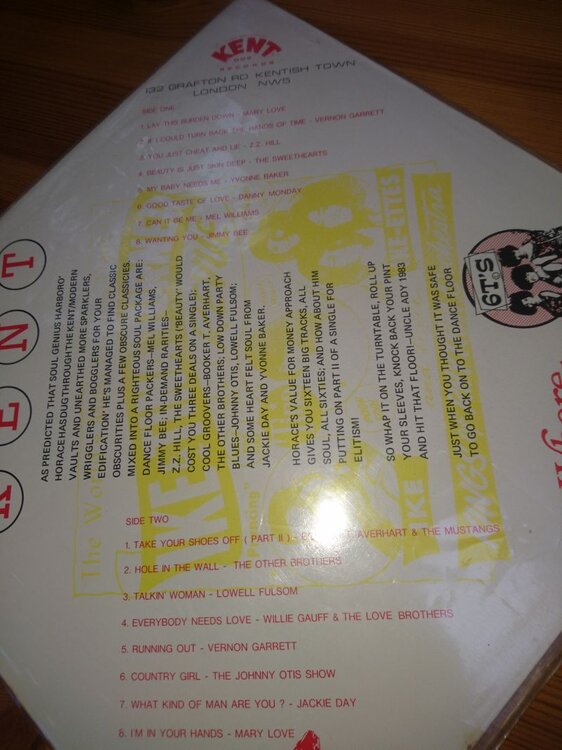 KENT
records
132 GRAFTON RD KENTISH TOWN
LONDON NW5
SIDE ONE
1. LAY THIS BURDEN DOWN - MARY LOVE
2. IF I COULD TURN BACK THE HANDS OF TIME - VERNON GARRETT
3. YOU JUST CHEAT AND LIE - Z.Z. HILL
4. BEAUTY IS JUST SKIN DEEP - THE SWEETHEARTS
5. MY BABY NEEDS ME - YVONNE BAKER
6. GOOD TASTE OF LOVE - DANNY MONDAY
7. CAN IT BE ME - MEL WILLIAMS
8. WANTING YOU - JIMMY BEE
KENT
AS PREDICTED THAT SOUL GENIUS 'HARBORO'
HORACE HAS DUG THROUGH THE KENT/MODERN
VAULTS AND UNEARTHED MORE SPARKLERS,
WRIGGLERS AND BOGGLERS FOR YOUR
EDIFICATION' HE'S MANAGED TO FIND CLASSIC
OBSCURITIES PLUS A FEW OBSCURE CLASSICIES.
MIXED INTO A RIGHTEOUS SOUL PACKAGE ARE:
DANCE FLOOR PACKERS—MEL WILLIAMS,
JIMMY BEE; IN-DEMAND RARITIES—
Z.Z. HILL, THE SWEETHEARTS ('BEAUTY' WOULD
COST YOU THREE DEALS ON A SINGLE);
COOL GROOVERS—BOOKER T. AVERHART,
THE OTHER BROTHERS; LOW DOWN PARTY
BLUES—JOHNNY OTIS, LOWELL FULSOM;
AND SOME HEART FELT SOUL FROM
JACKIE DAY AND YVONNE BAKER.
HORACE'S VALUE FOR MONEY APPROACH
GIVES YOU SIXTEEN BIG TRACKS, ALL
SOUL, ALL SIXTIES; AND HOW ABOUT HIM
PUTTING ON PART II OF A SINGLE FOR
ELITISM!
SO WHAP IT ON THE TURNTABLE, ROLL UP
YOUR SLEEVES, KNOCK BACK YOUR PINT
AND HIT THAT FLOOR!—UNCLE ADY 1983
JUST WHEN YOU THOUGHT IT WAS SAFE
TO GO BACK ON TO THE DANCE FLOOR
6T'S
The
IKE
KE-ETTES
SIDE TWO
1. TAKE YOUR SHOES OFF ( PART II ) - AVERHART & THE MUSTANGS
2. HOLE IN THE WALL - THE OTHER BROTHERS
3. TALKIN' WOMAN - LOWELL FULSOM
4. EVERYBODY NEEDS LOVE - WILLIE GAUFF & THE LOVE BROTHERS
5. RUNNING OUT - VERNON GARRETT
6. COUNTRY GIRL - THE JOHNNY OTIS SHOW
7. WHAT KIND OF MAN ARE YOU ? - JACKIE DAY
8. I'M IN YOUR HANDS - MARY LOVE